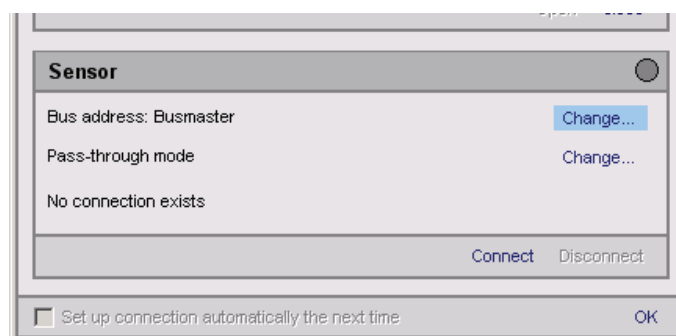 Sensor
Bus address: Busmaster Change...
Pass-through mode Change...
No connection exists
Connect Disconnect
Set up connection automatically the next time OK